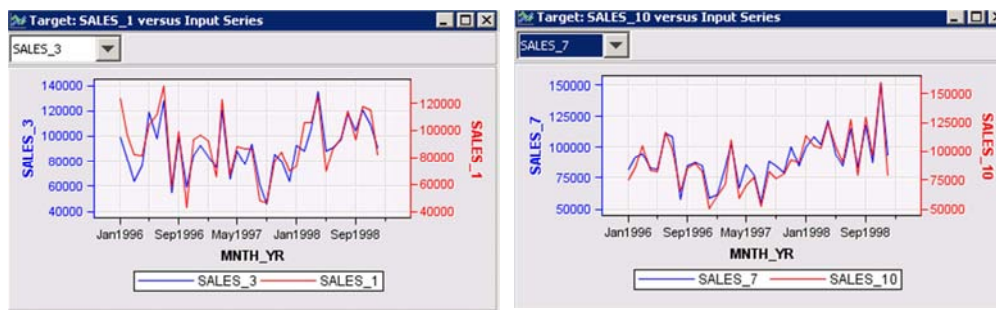 Target: SALES_1 versus Input Series
SALES_3
140000
120000
100000
80000
60000
40000
SALES_3
120000
100000
80000
60000
40000
SALES_1
Jan1996 Sep1996 May1997 Jan1998 Sep1998
MNTH_YR
SALES_3 SALES_1
Target: SALES_10 versus Input Series
SALES_7
150000
125000
100000
75000
50000
SALES_7
150000
125000
100000
75000
50000
SALES_10
Jan1996 Sep1996 May1997 Jan1998 Sep1998
MNTH_YR
SALES_7 SALES_10